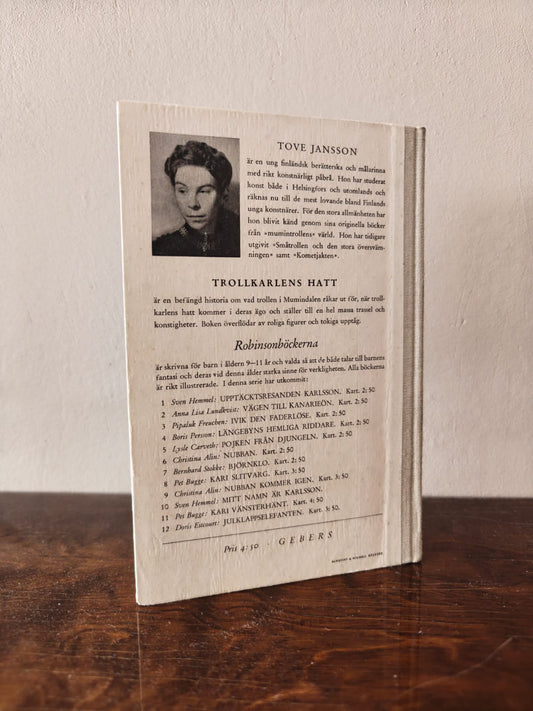 TOVE JANSSON
är en ung finländsk berätterska och målarinna
med rikt konstnärligt påbrå. Hon har studerat
konst både i Helsingfors och utomlands och
räknas nu till de mest lovande bland Finlands
unga konstnärer. För den stora allmänheten har
hon blivit känd genom sina originella böcker
från »mumintrollens» värld. Hon har tidigare
utgivit »Småtrollen och den stora översväm-
ningen» samt »Kometjakten».
TROLLKARLENS HATT
är en befängd historia om vad trollen i Mumindalen råkar ut för, när troll-
karlens hatt kommer i deras ägo och ställer till en hel massa trassel och
konstigheter. Boken överflödar av roliga figurer och tokiga upptåg.
Robinsonböckerna
är skrivna för barn i åldern 9—11 år och valda så att de både talar till barnets
fantasi och deras vid denna ålder starka sinne för verkligheten. Alla böckerna
är rikt illustrerade. I denna serie har utkommit:
1 Sven Hemmel: UPPTÄCKTSRESANDEN KARLSSON. Kart. 2; 50
2 Anna Lisa Lundkvist: VÄGEN TILL KANARIEÖN. Kart. 2; 50
3 Pipaluk Freuchen: IVIK DEN FADERLÖSE. Kart. 2; 50
4 Boris Persson: LÄNGEBYNS HEMLIGA RIDDARE. Kart. 2; 50
5 Lysle Carveth: POJKEN FRÅN DJUNGELN. Kart. 2; 50
6 Christina Alin: NUBBAN. Kart. 2; 50
7 Bernhard Stokke: BJÖRNKLO. Kart. 2; 50
8 Pet Bugge: KARI SLITVARG. Kart. 3; 50
9 Christina Alin: NUBBAN KOMMER IGEN. Kart. 3; 50
10 Sven Hemmel: MITT NAMN ÄR KARLSSON.
11 Pet Bugge: KARI VÄNSTERHANT. Kart. 4; 50
12 Doris Estcourt: JULKLAPPSELEFANTEN. Kart. 3; 50.
Pris 4: 50 · GEBERS